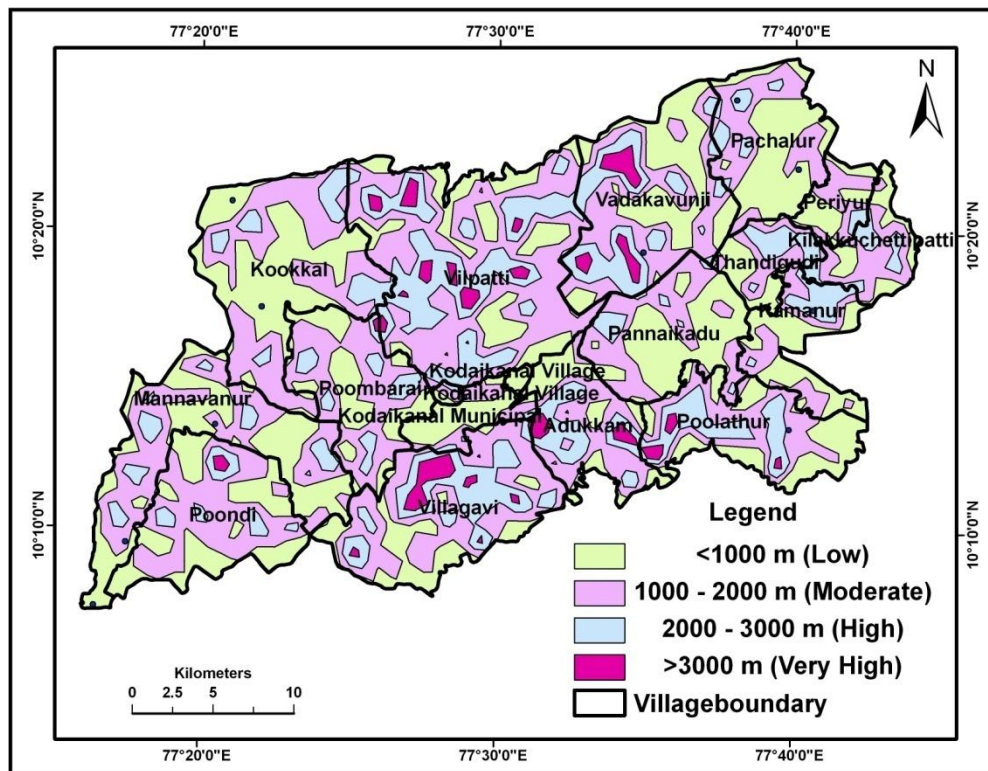 77°20'0"E 77°30'0"E 77°40'0"E
N
Pachalur
Vadakavunji
Periyur
10°20'0"N
10°20'0"N
Kilakkochettipatti
Kookkal
Vilpatti
Thandigudi
Kamanur
Pannaikadu
Kodaikanal Village
Poombarai
Kodaikanal Village
Mannavanur
Kodaikanal Municipal
Adukkam
Poolathur
Villagavi
Poondi
10°10'0"N
10°10'0"N
Legend
<1000 m (Low)
1000 - 2000 m (Moderate)
2000 - 3000 m (High)
>3000 m (Very High)
Villageboundary
Kilometers
0 2.5 5 10
77°20'0"E 77°30'0"E 77°40'0"E